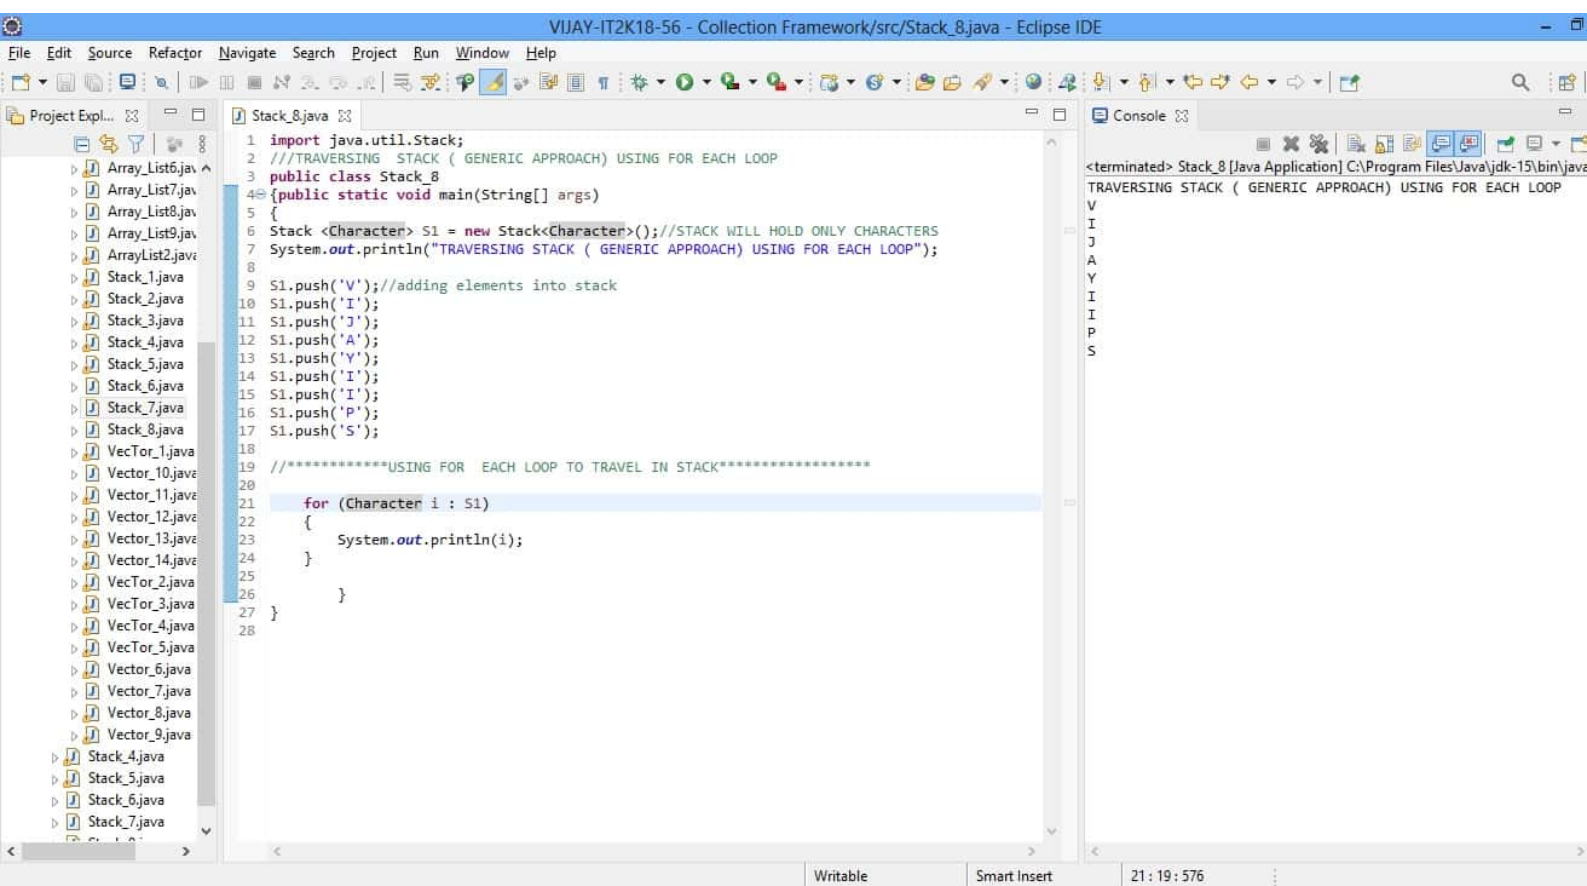 VIJAY-IT2K18-56 - Collection Framework/src/Stack_8.java - Eclipse IDE
File Edit Source Refactor Navigate Search Project Run Window Help
Project Expl...
Array_List6.jav
Array_List7.jav
Array_List8.jav
Array_List9.jav
ArrayList2.java
Stack_1.java
Stack_2.java
Stack_3.java
Stack_4.java
Stack_5.java
Stack_6.java
Stack_7.java
Stack_8.java
VecTor_1.java
Vector_10.java
Vector_11.java
Vector_12.java
Vector_13.java
Vector_14.java
VecTor_2.java
VecTor_3.java
VecTor_4.java
VecTor_5.java
Vector_6.java
Vector_7.java
Vector_8.java
Vector_9.java
Stack_4.java
Stack_5.java
Stack_6.java
Stack_7.java
Stack_8.java
1 import java.util.Stack;
2 ///TRAVERSING  STACK ( GENERIC APPROACH) USING FOR EACH LOOP
3 public class Stack_8
4 {public static void main(String[] args)
5 {
6 Stack <Character> S1 = new Stack<Character>();//STACK WILL HOLD ONLY CHARACTERS
7 System.out.println("TRAVERSING STACK ( GENERIC APPROACH) USING FOR EACH LOOP");
8
9 S1.push('V');//adding elements into stack
10 S1.push('I');
11 S1.push('J');
12 S1.push('A');
13 S1.push('Y');
14 S1.push('I');
15 S1.push('I');
16 S1.push('P');
17 S1.push('S');
18
19 //************USING FOR  EACH LOOP TO TRAVEL IN STACK******************
20
21     for (Character i : S1)
22     {
23         System.out.println(i);
24     }
25
26         }
27 }
28
Console
<terminated> Stack_8 [Java Application] C:\Program Files\Java\jdk-15\bin\java
TRAVERSING STACK ( GENERIC APPROACH) USING FOR EACH LOOP
V
I
J
A
Y
I
I
P
S
Writable Smart Insert 21 : 19 : 576